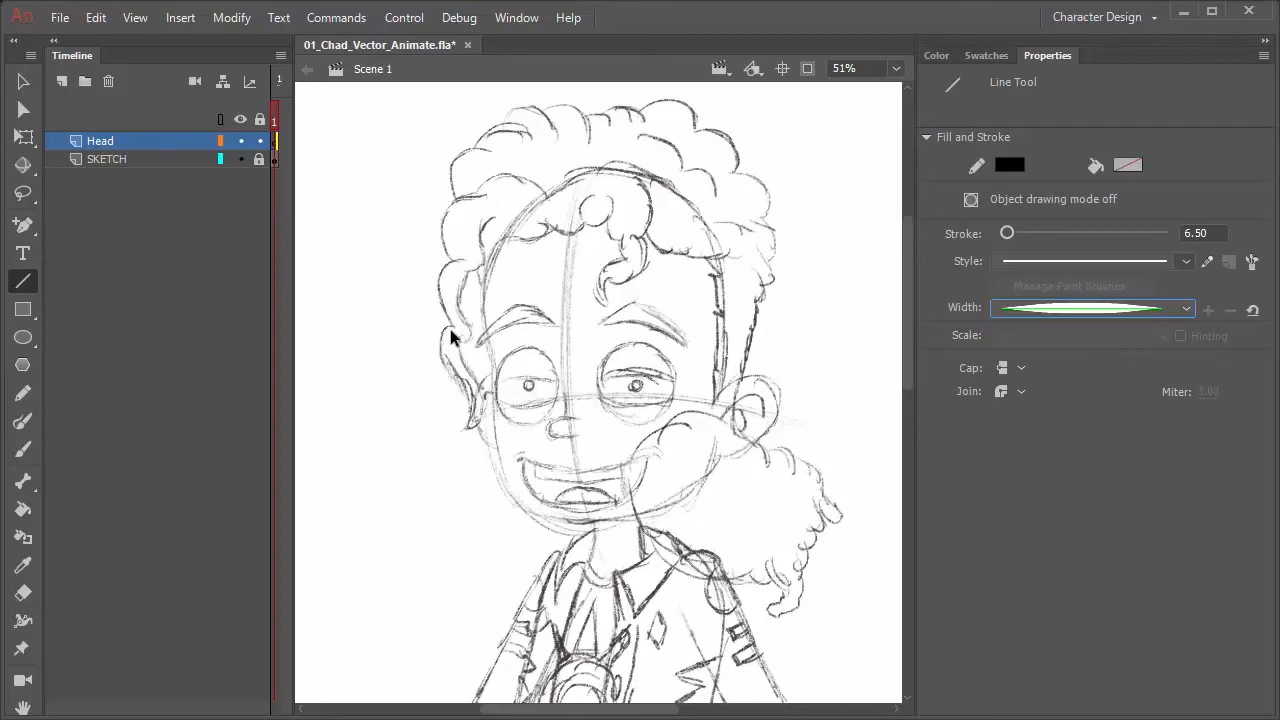 An File Edit View Insert Modify Text Commands Control Debug Window Help Character Design
Timeline 01_Chad_Vector_Animate.fla* Color Swatches Properties
Scene 1 51%
1
Line Tool
1
Fill and Stroke
Head
SKETCH
Object drawing mode off
Stroke: 6.50
Style:
Manage Paint Brushes
Width:
Scale: Hinting
Cap:
Join: Miter: 3.00